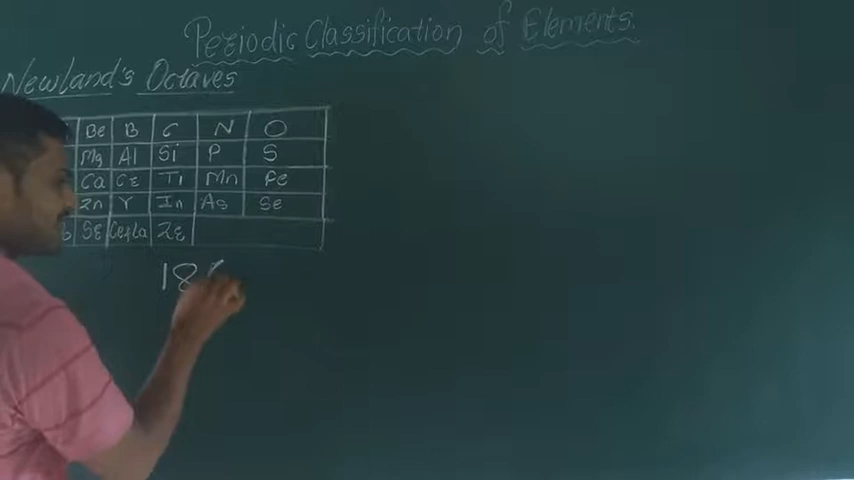 Periodic Classification of Elements.
Newland's Octaves
Be B C N O
Mg Al Si P S
Ca Cr Ti Mn Fe
Zn Y In As Se
Sr Ce&La Zr
18